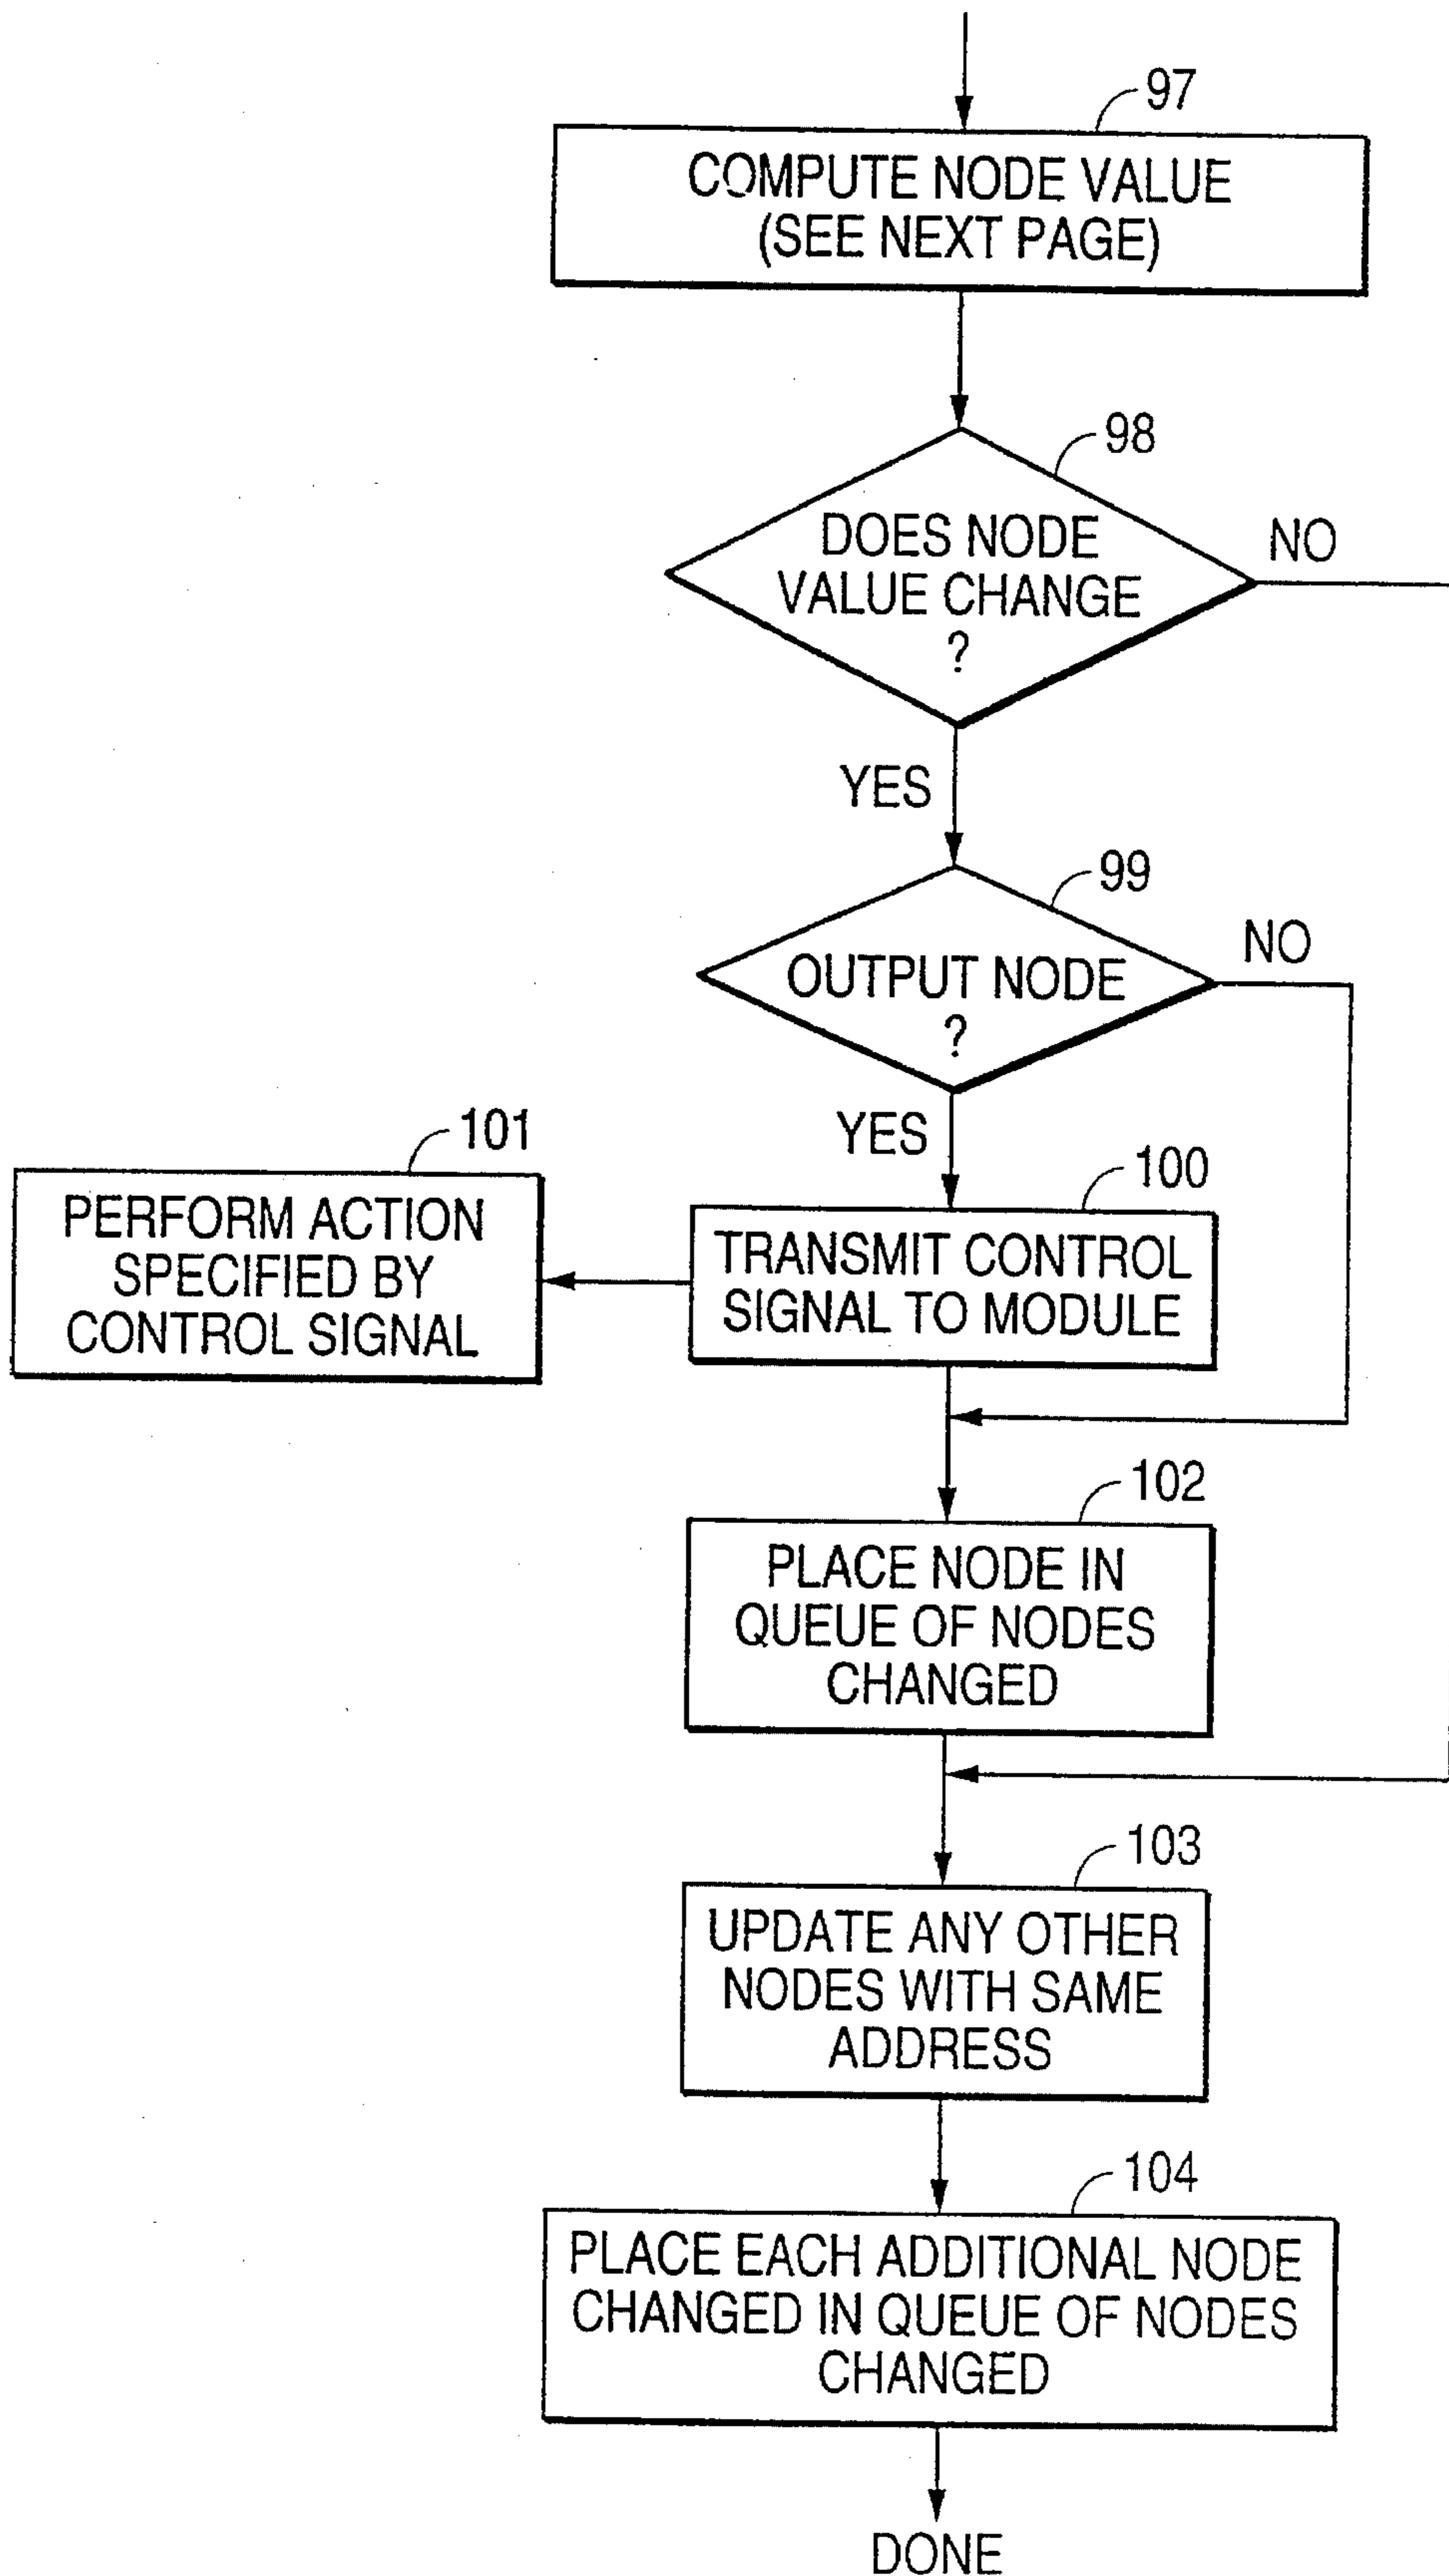 97
COMPUTE NODE VALUE
(SEE NEXT PAGE)
98
DOES NODE
VALUE CHANGE
?
NO
YES
99
OUTPUT NODE
?
NO
YES
101
PERFORM ACTION
SPECIFIED BY
CONTROL SIGNAL
100
TRANSMIT CONTROL
SIGNAL TO MODULE
102
PLACE NODE IN
QUEUE OF NODES
CHANGED
103
UPDATE ANY OTHER
NODES WITH SAME
ADDRESS
104
PLACE EACH ADDITIONAL NODE
CHANGED IN QUEUE OF NODES
CHANGED
DONE